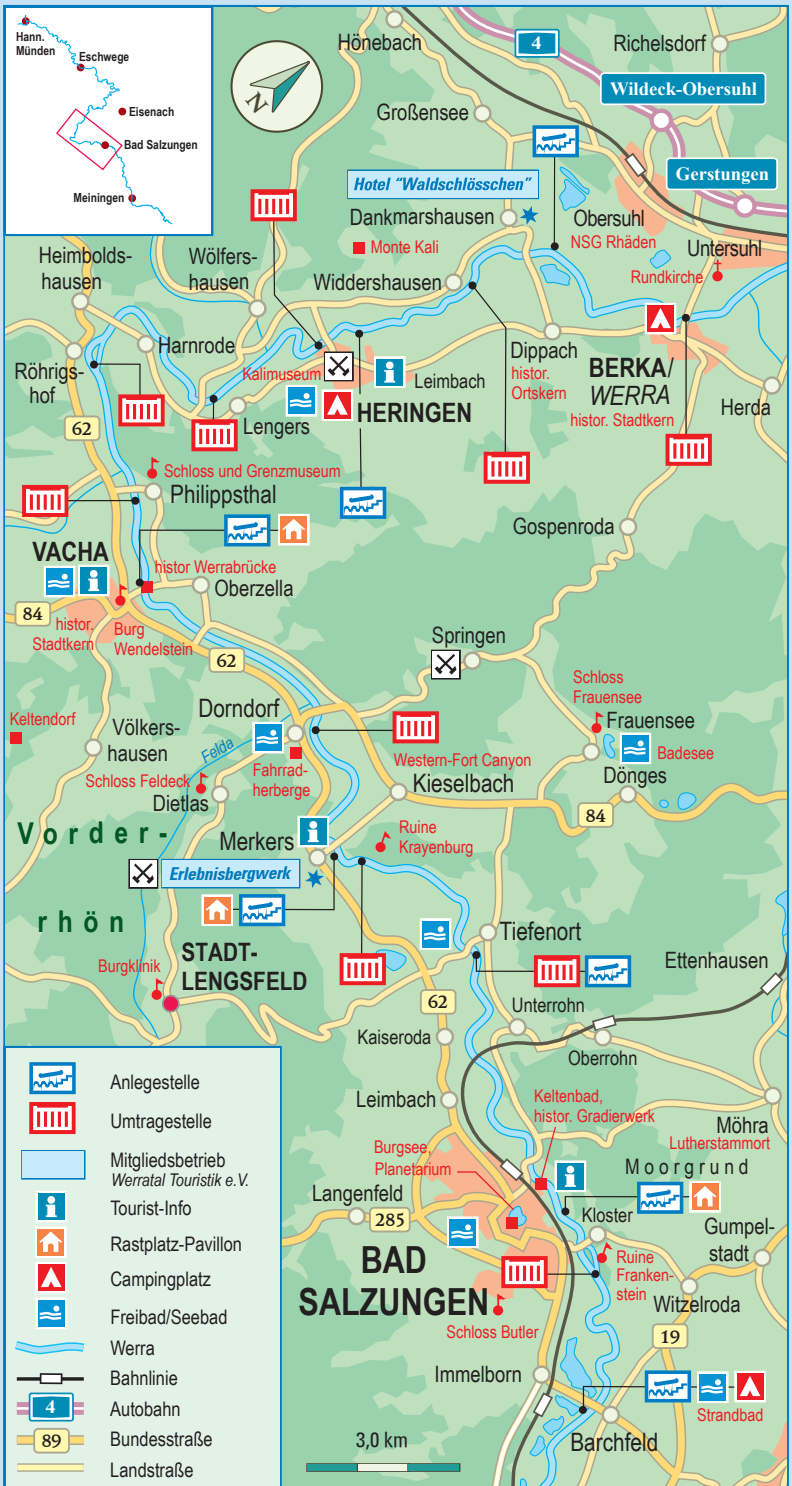 Hann.
Münden
Eschwege
Eisenach
Bad Salzungen
Meiningen
N
Hönebach
4
Richelsdorf
Wildeck-Obersuhl
Großensee
Gerstungen
Hotel "Waldschlösschen"
Dankmarshausen
Obersuhl
NSG Rhäden
Untersuhl
Rundkirche
Monte Kali
Heimbolds-
hausen
Wölfers-
hausen
Widdershausen
Röhrigs-
hof
Harnrode
Kalimuseum
Leimbach
Dippach
histor.
Ortskern
BERKA/
WERRA
histor. Stadtkern
Herda
HERINGEN
Lengers
62
Schloss und Grenzmuseum
Philippsthal
Gospenroda
VACHA
histor Werrabrücke
Oberzella
84
histor.
Stadtkern
Burg
Wendelstein
62
Springen
Schloss
Frauensee
Frauensee
Badesee
Dönges
Keltendorf
Völkers-
hausen
Dorndorf
Felda
Fahrrad-
herberge
Western-Fort Canyon
Kieselbach
Schloss Feldeck
Dietlas
84
Vorder-
rhön
Merkers
Ruine
Krayenburg
Erlebnisbergwerk
Burgklinik
STADT-
LENGSFELD
Tiefenort
Ettenhausen
62
Unterrohn
Kaiseroda
Oberrohn
Leimbach
Keltenbad,
histor. Gradierwerk
Möhra
Lutherstammort
Burgsee,
Planetarium
Moorgrund
Langenfeld
285
Kloster
Gumpel-
stadt
BAD
SALZUNGEN
Ruine
Franken-
stein
Witzelroda
Schloss Butler
19
Immelborn
Strandbad
Barchfeld
3,0 km
Anlegestelle
Umtragestelle
Mitgliedsbetrieb
Werratal Touristik e.V.
Tourist-Info
Rastplatz-Pavillon
Campingplatz
Freibad/Seebad
Werra
Bahnlinie
4
Autobahn
89
Bundesstraße
Landstraße